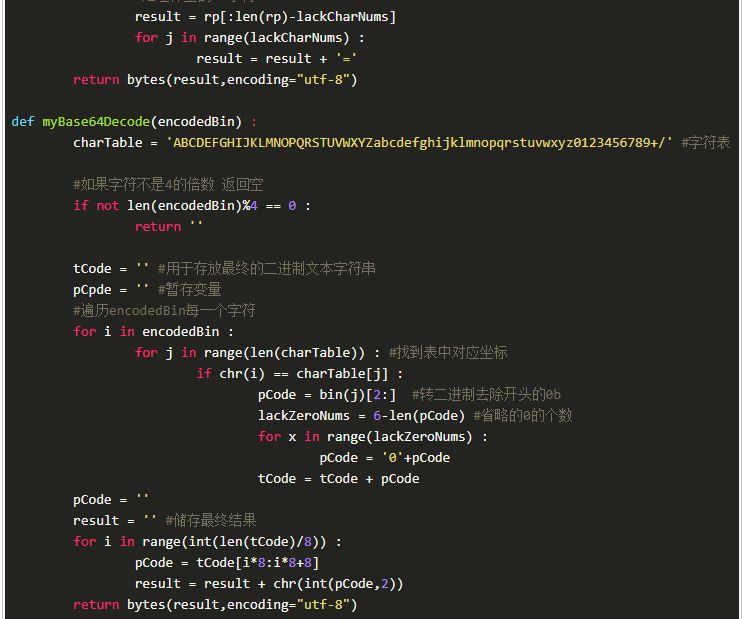 result = rp[:len(rp)-lackCharNums]
for j in range(lackCharNums) :
result = result + '='
return bytes(result,encoding="utf-8")
def myBase64Decode(encodedBin) :
charTable = 'ABCDEFGHIJKLMNOPQRSTUVWXYZabcdefghijklmnopqrstuvwxyz0123456789+/' #字符表
#如果字符不是4的倍数 返回空
if not len(encodedBin)%4 == 0 :
return ''
tCode = '' #用于存放最终的二进制文本字符串
pCpde = '' #暂存变量
#遍历encodedBin每一个字符
for i in encodedBin :
for j in range(len(charTable)) : #找到表中对应坐标
if chr(i) == charTable[j] :
pCode = bin(j)[2:] #转二进制去除开头的0b
lackZeroNums = 6-len(pCode) #省略的0的个数
for x in range(lackZeroNums) :
pCode = '0'+pCode
tCode = tCode + pCode
pCode = ''
result = '' #储存最终结果
for i in range(int(len(tCode)/8)) :
pCode = tCode[i*8:i*8+8]
result = result + chr(int(pCode,2))
return bytes(result,encoding="utf-8")